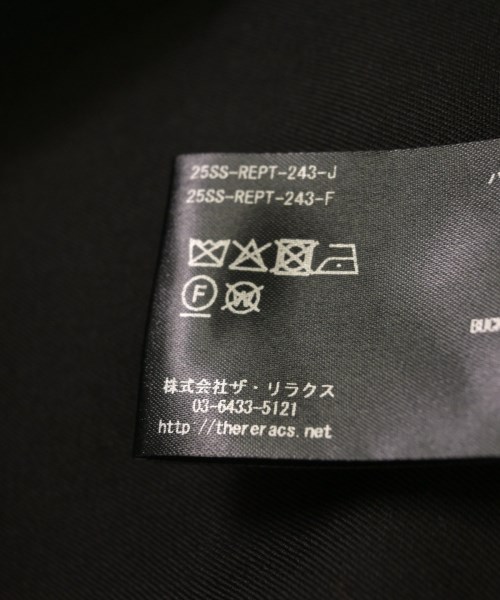 25SS-REPT-243-J
25SS-REPT-243-F
F
W
株式会社ザ・リラクス
03-6433-5121
http://thereracs.net